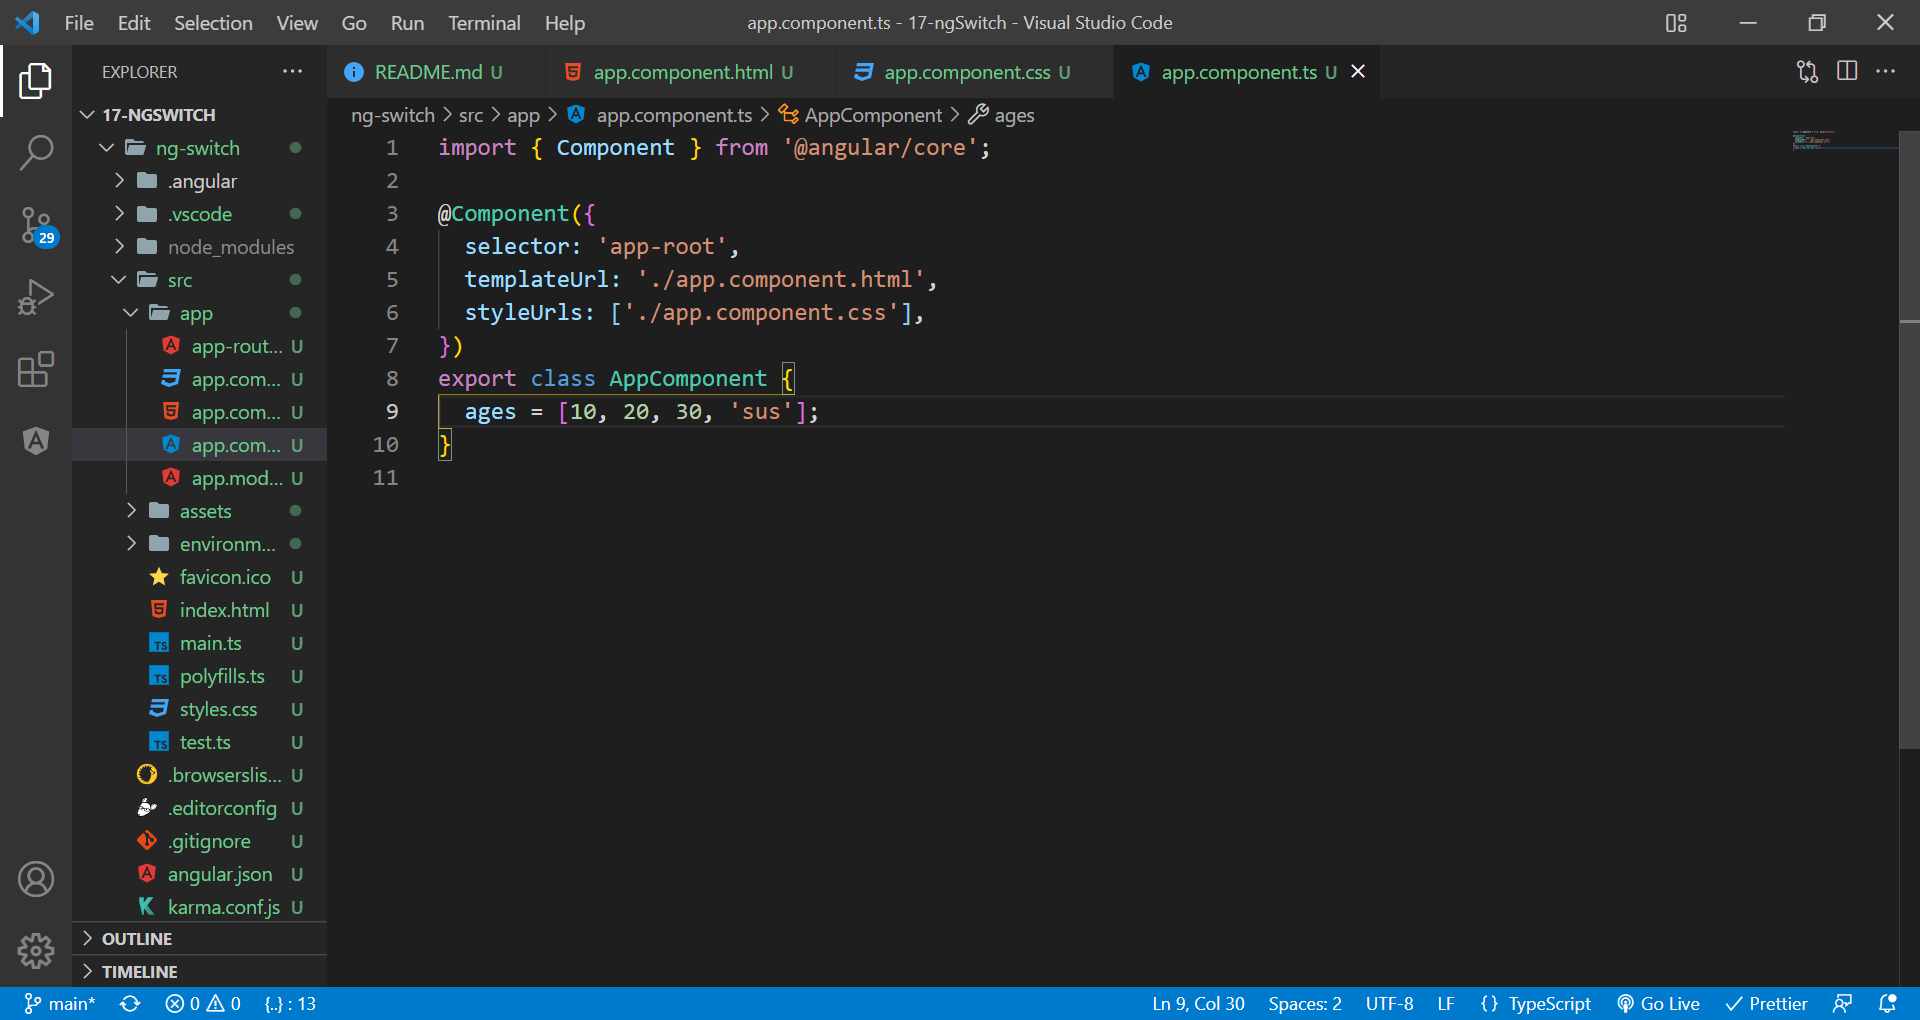 File Edit Selection View Go Run Terminal Help
app.component.ts - 17-ngSwitch - Visual Studio Code
EXPLORER
17-NGSWITCH
ng-switch
.angular
.vscode
node_modules
src
app
app-rout... U
app.com... U
app.com... U
app.com... U
app.mod... U
assets
environm...
favicon.ico U
index.html U
TS main.ts U
TS polyfills.ts U
styles.css U
TS test.ts U
.browserslis... U
.editorconfig U
.gitignore U
angular.json U
karma.conf.js U
OUTLINE
TIMELINE
29
README.md U
app.component.html U
app.component.css U
app.component.ts U
ng-switch > src > app > app.component.ts > AppComponent > ages
1 import { Component } from '@angular/core';
2
3 @Component({
4 selector: 'app-root',
5 templateUrl: './app.component.html',
6 styleUrls: ['./app.component.css'],
7 })
8 export class AppComponent {
9 ages = [10, 20, 30, 'sus'];
10 }
11
main* 0 0 {..} : 13
Ln 9, Col 30 Spaces: 2 UTF-8 LF {} TypeScript Go Live Prettier